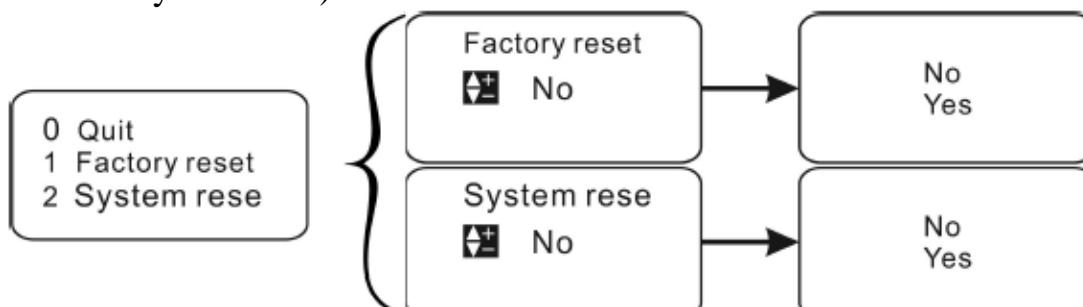 0 Quit
1 Factory reset
2 System rese
Factory reset
No
No
Yes
System rese
No
No
Yes